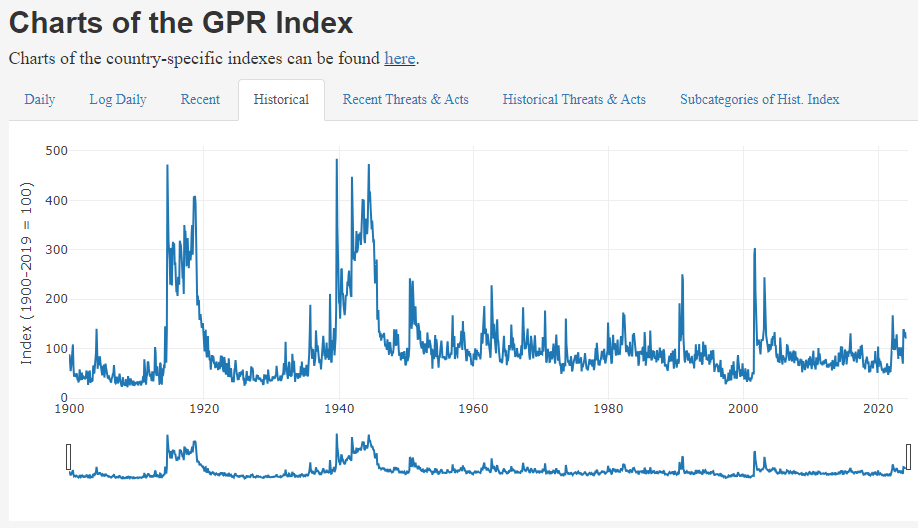 Charts of the GPR Index
Charts of the country-specific indexes can be found here.
Daily Log Daily Recent Historical Recent Threats & Acts Historical Threats & Acts Subcategories of Hist. Index
Index (1900-2019 = 100)
500
400
300
200
100
0
1900 1920 1940 1960 1980 2000 2020